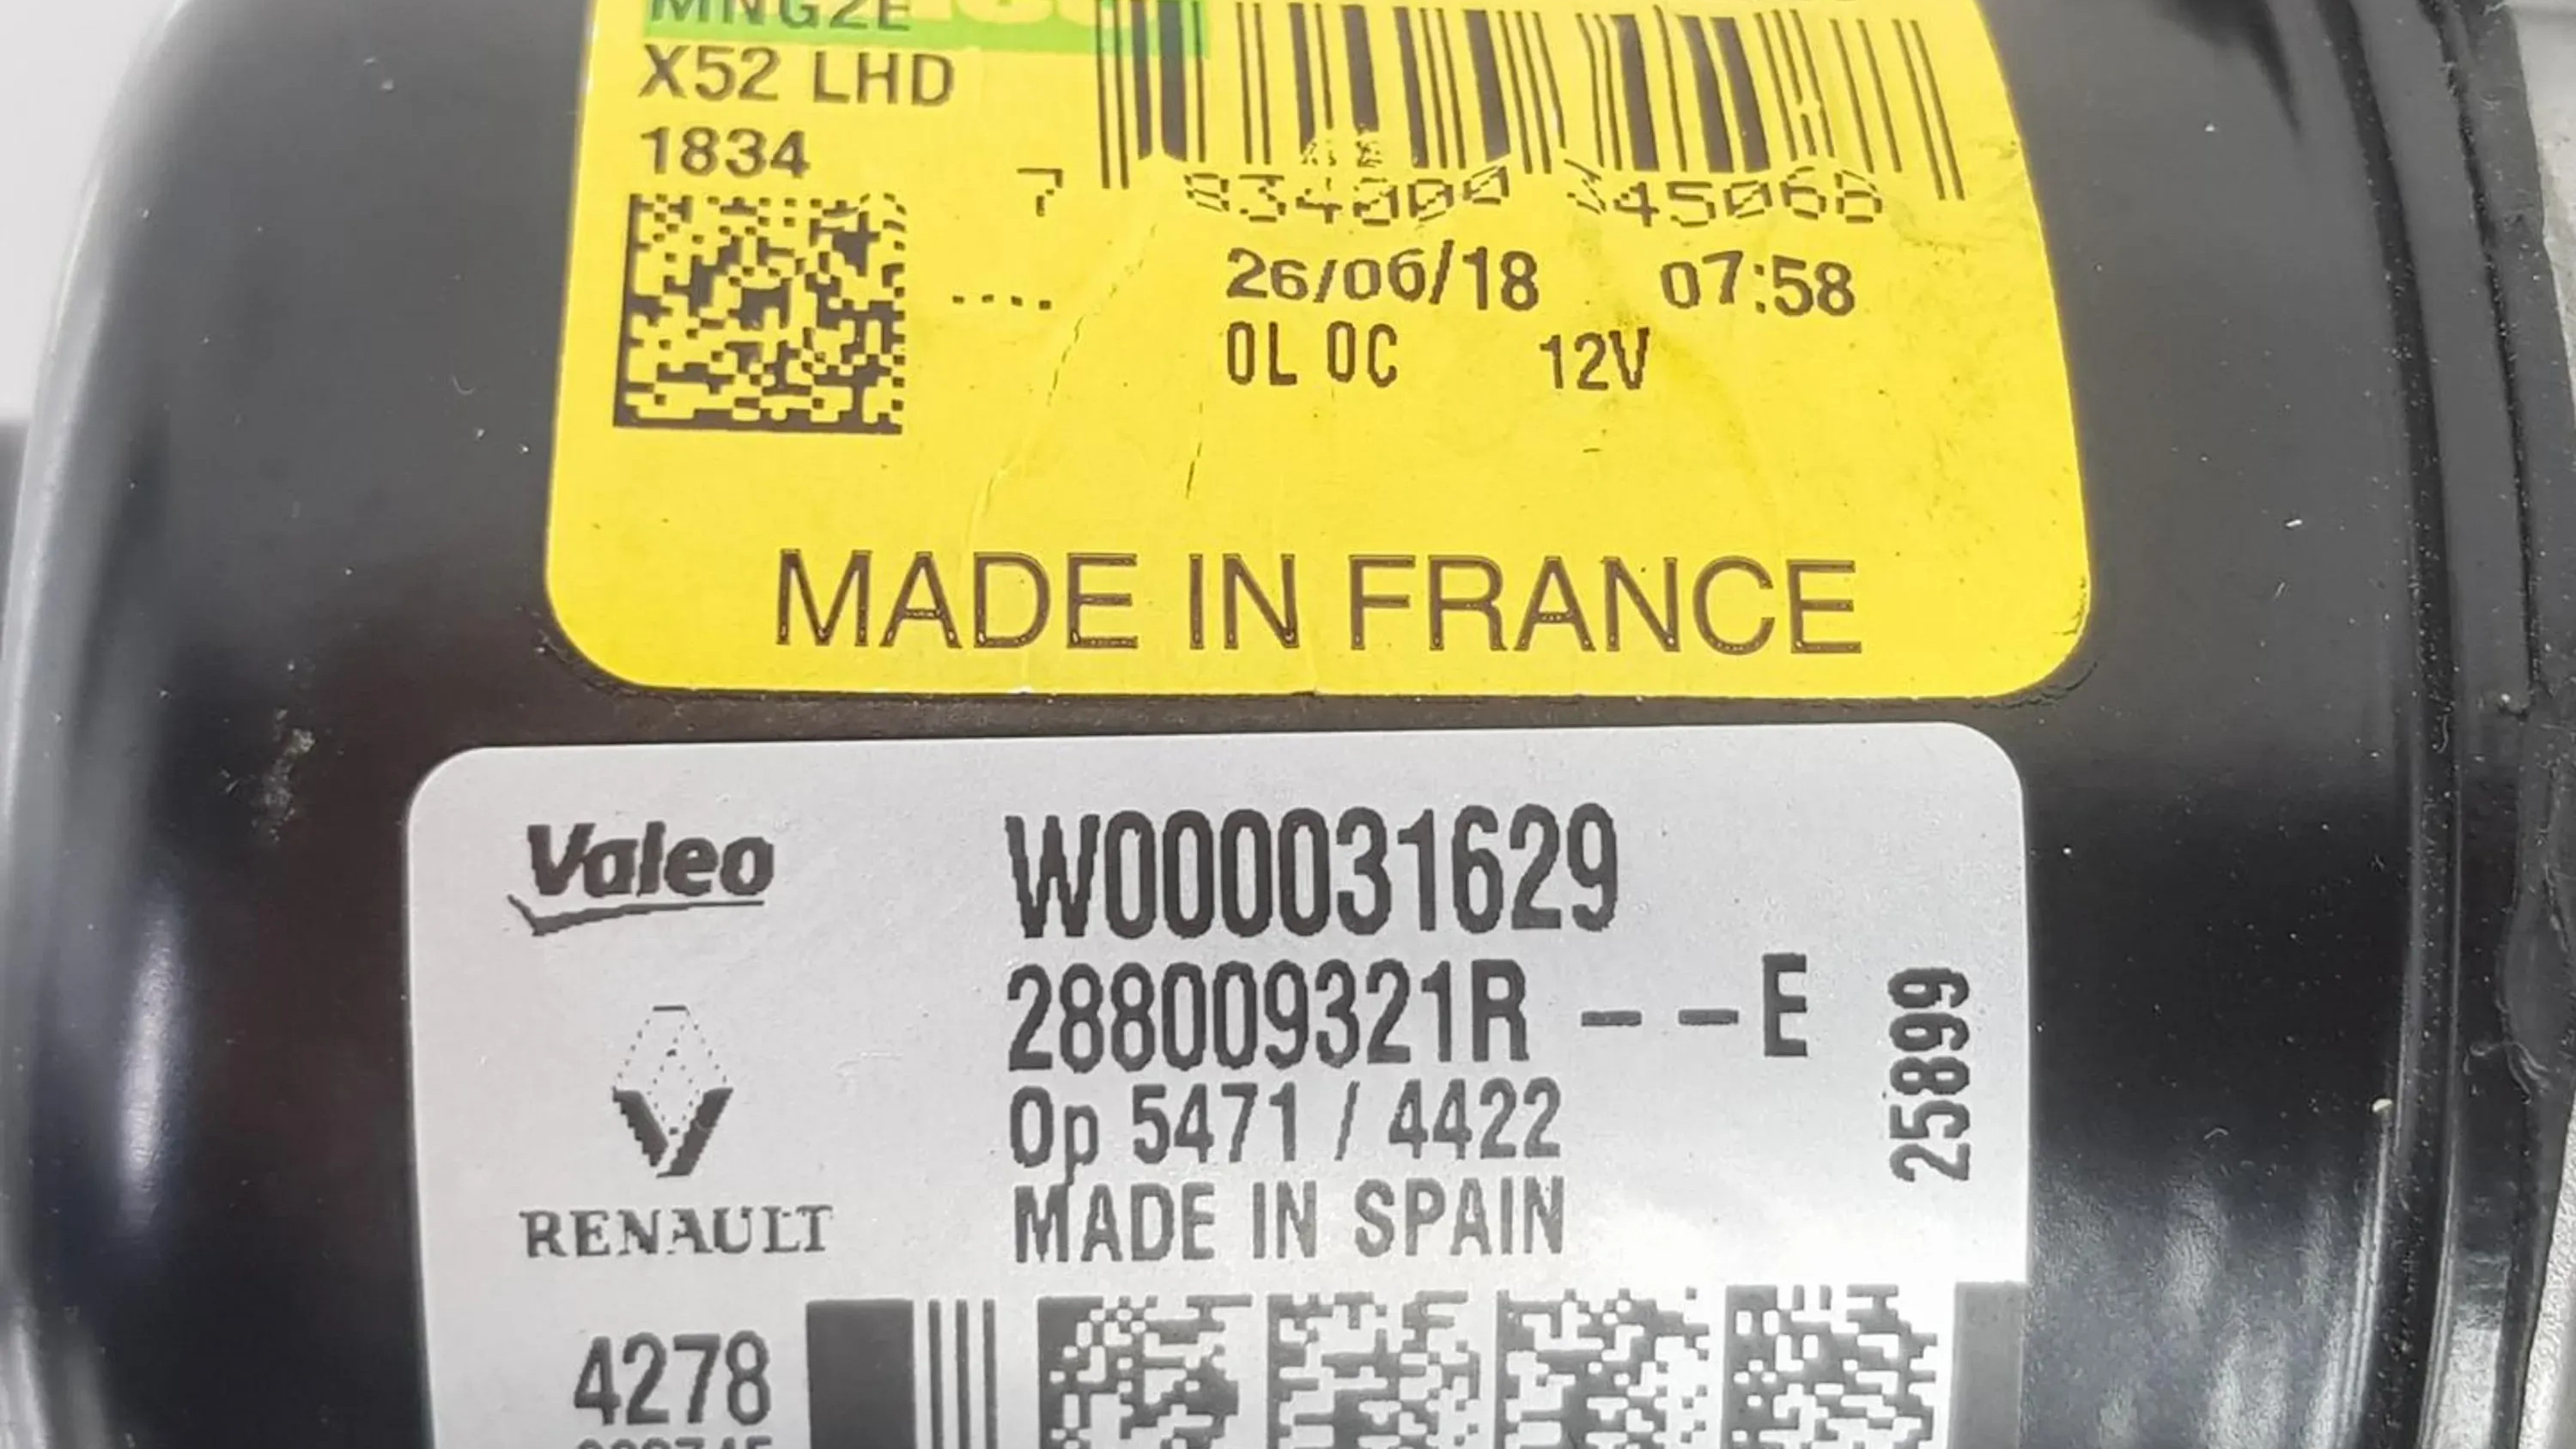 MNG2E
X52 LHD
1834
7 834000 345068
26/06/18 07:58
0L 0C 12V
MADE IN FRANCE
Valeo
W000031629
288009321R --E
25899
Op 5471 / 4422
RENAULT
MADE IN SPAIN
4278